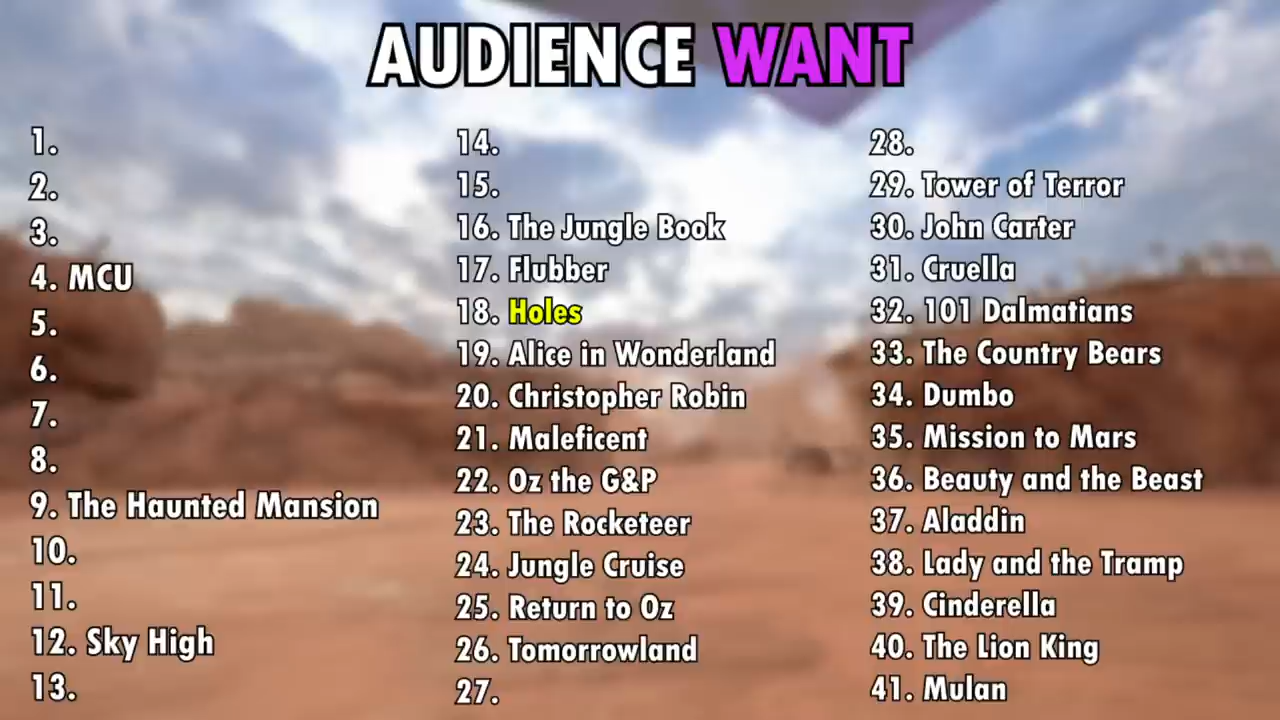 AUDIENCE WANT
1.
2.
3.
4. MCU
5.
6.
7.
8.
9. The Haunted Mansion
10.
11.
12. Sky High
13.
14.
15.
16. The Jungle Book
17. Flubber
18. Holes
19. Alice in Wonderland
20. Christopher Robin
21. Maleficent
22. Oz the G&P
23. The Rocketeer
24. Jungle Cruise
25. Return to Oz
26. Tomorrowland
27.
28.
29. Tower of Terror
30. John Carter
31. Cruella
32. 101 Dalmatians
33. The Country Bears
34. Dumbo
35. Mission to Mars
36. Beauty and the Beast
37. Aladdin
38. Lady and the Tramp
39. Cinderella
40. The Lion King
41. Mulan